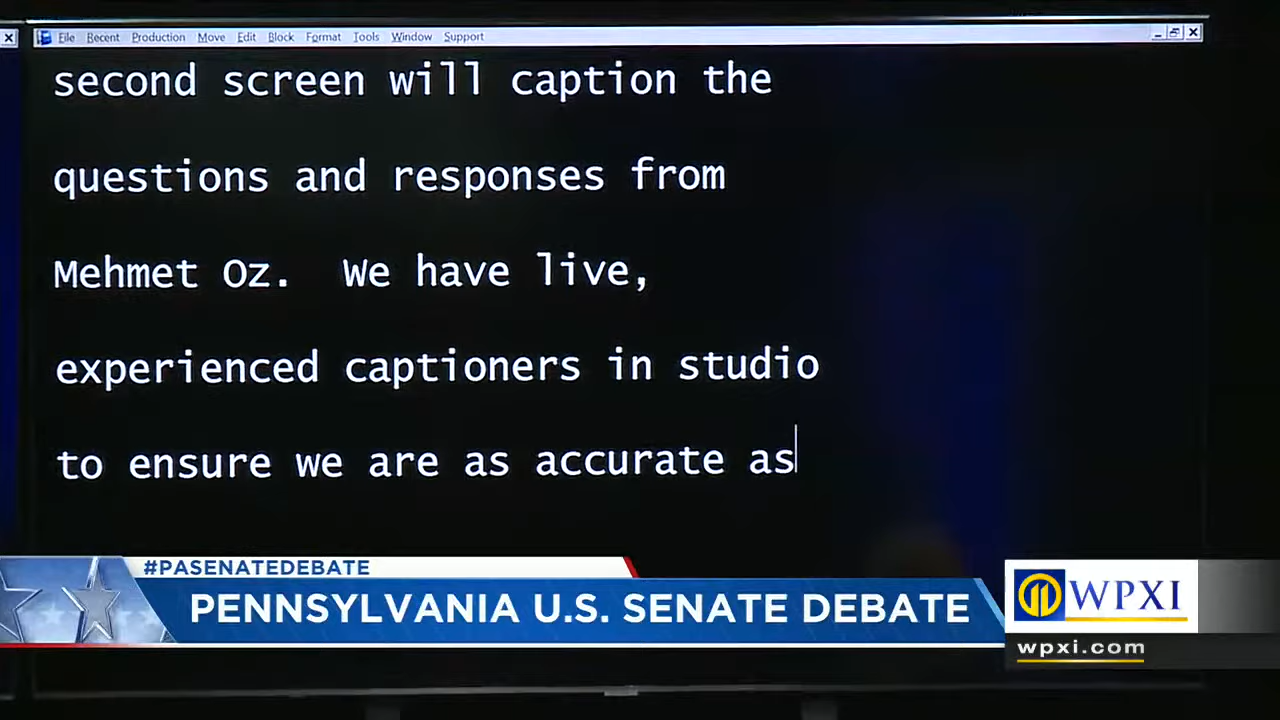 File Recent Production Move Edit Block Format Tools Window Support
second screen will caption the
questions and responses from
Mehmet Oz.  We have live,
experienced captioners in studio
to ensure we are as accurate as
#PASENATEDEBATE
PENNSYLVANIA U.S. SENATE DEBATE
WPXI
wpxi.com